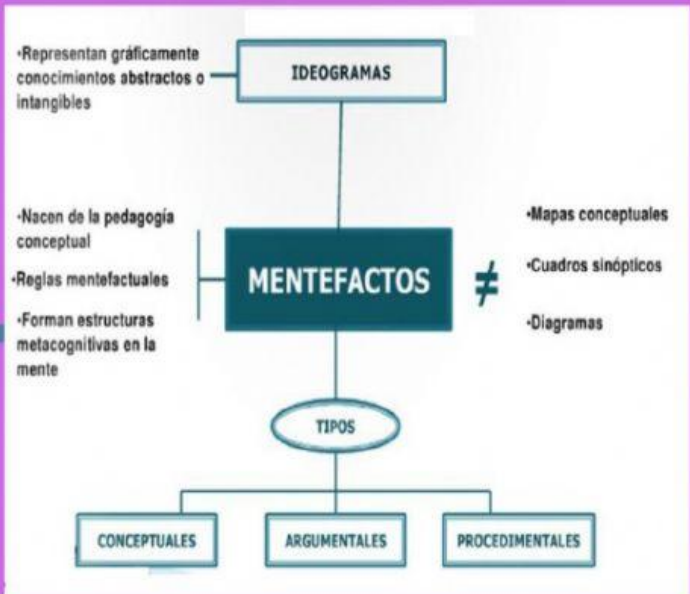 •Representan gráficamente
conocimientos abstractos o
intangibles
IDEOGRAMAS
•Nacen de la pedagogía
conceptual
•Reglas mentefactuales
•Forman estructuras
metacognitivas en la
mente
MENTEFACTOS
≠
•Mapas conceptuales
•Cuadros sinópticos
•Diagramas
TIPOS
CONCEPTUALES
ARGUMENTALES
PROCEDIMENTALES